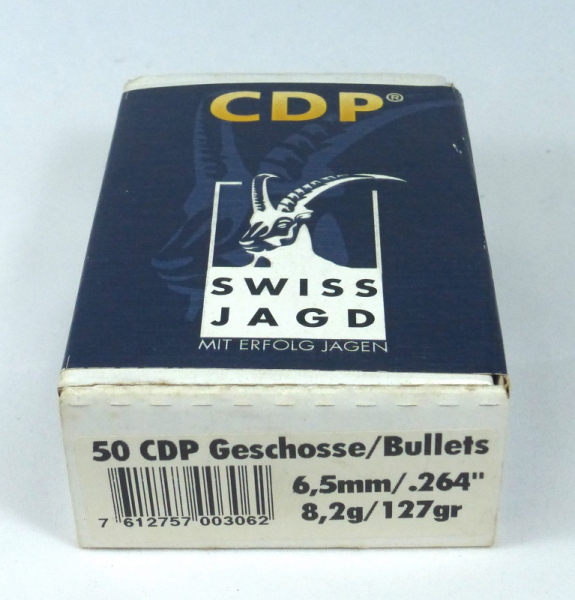 CDP®
SWISS
JAGD
MIT ERFOLG JAGEN
50 CDP Geschosse/Bullets
6,5mm/.264"
8,2g/127gr
7 612757 003062